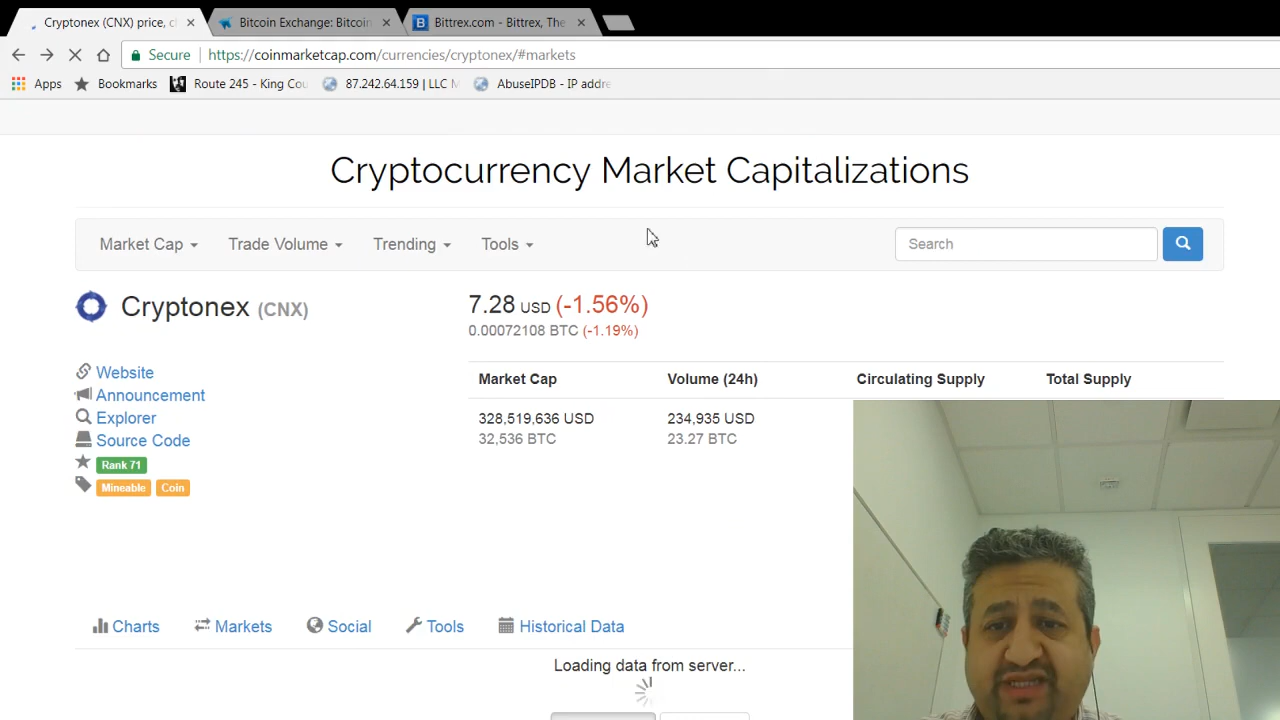 Cryptonex (CNX) price, c
Bitcoin Exchange: Bitcoin
Bittrex.com - Bittrex, The
Secure
https://coinmarketcap.com/currencies/cryptonex/#markets
Apps
Bookmarks
Route 245 - King Cou
87.242.64.159 | LLC M
AbuseIPDB - IP addre
Cryptocurrency Market Capitalizations
Market Cap
Trade Volume
Trending
Tools
Search
Cryptonex (CNX)
7.28 USD (-1.56%)
0.00072108 BTC (-1.19%)
Website
Announcement
Explorer
Source Code
Rank 71
Mineable Coin
Market Cap Volume (24h) Circulating Supply Total Supply
328,519,636 USD 234,935 USD
32,536 BTC 23.27 BTC
Charts Markets Social Tools Historical Data
Loading data from server...